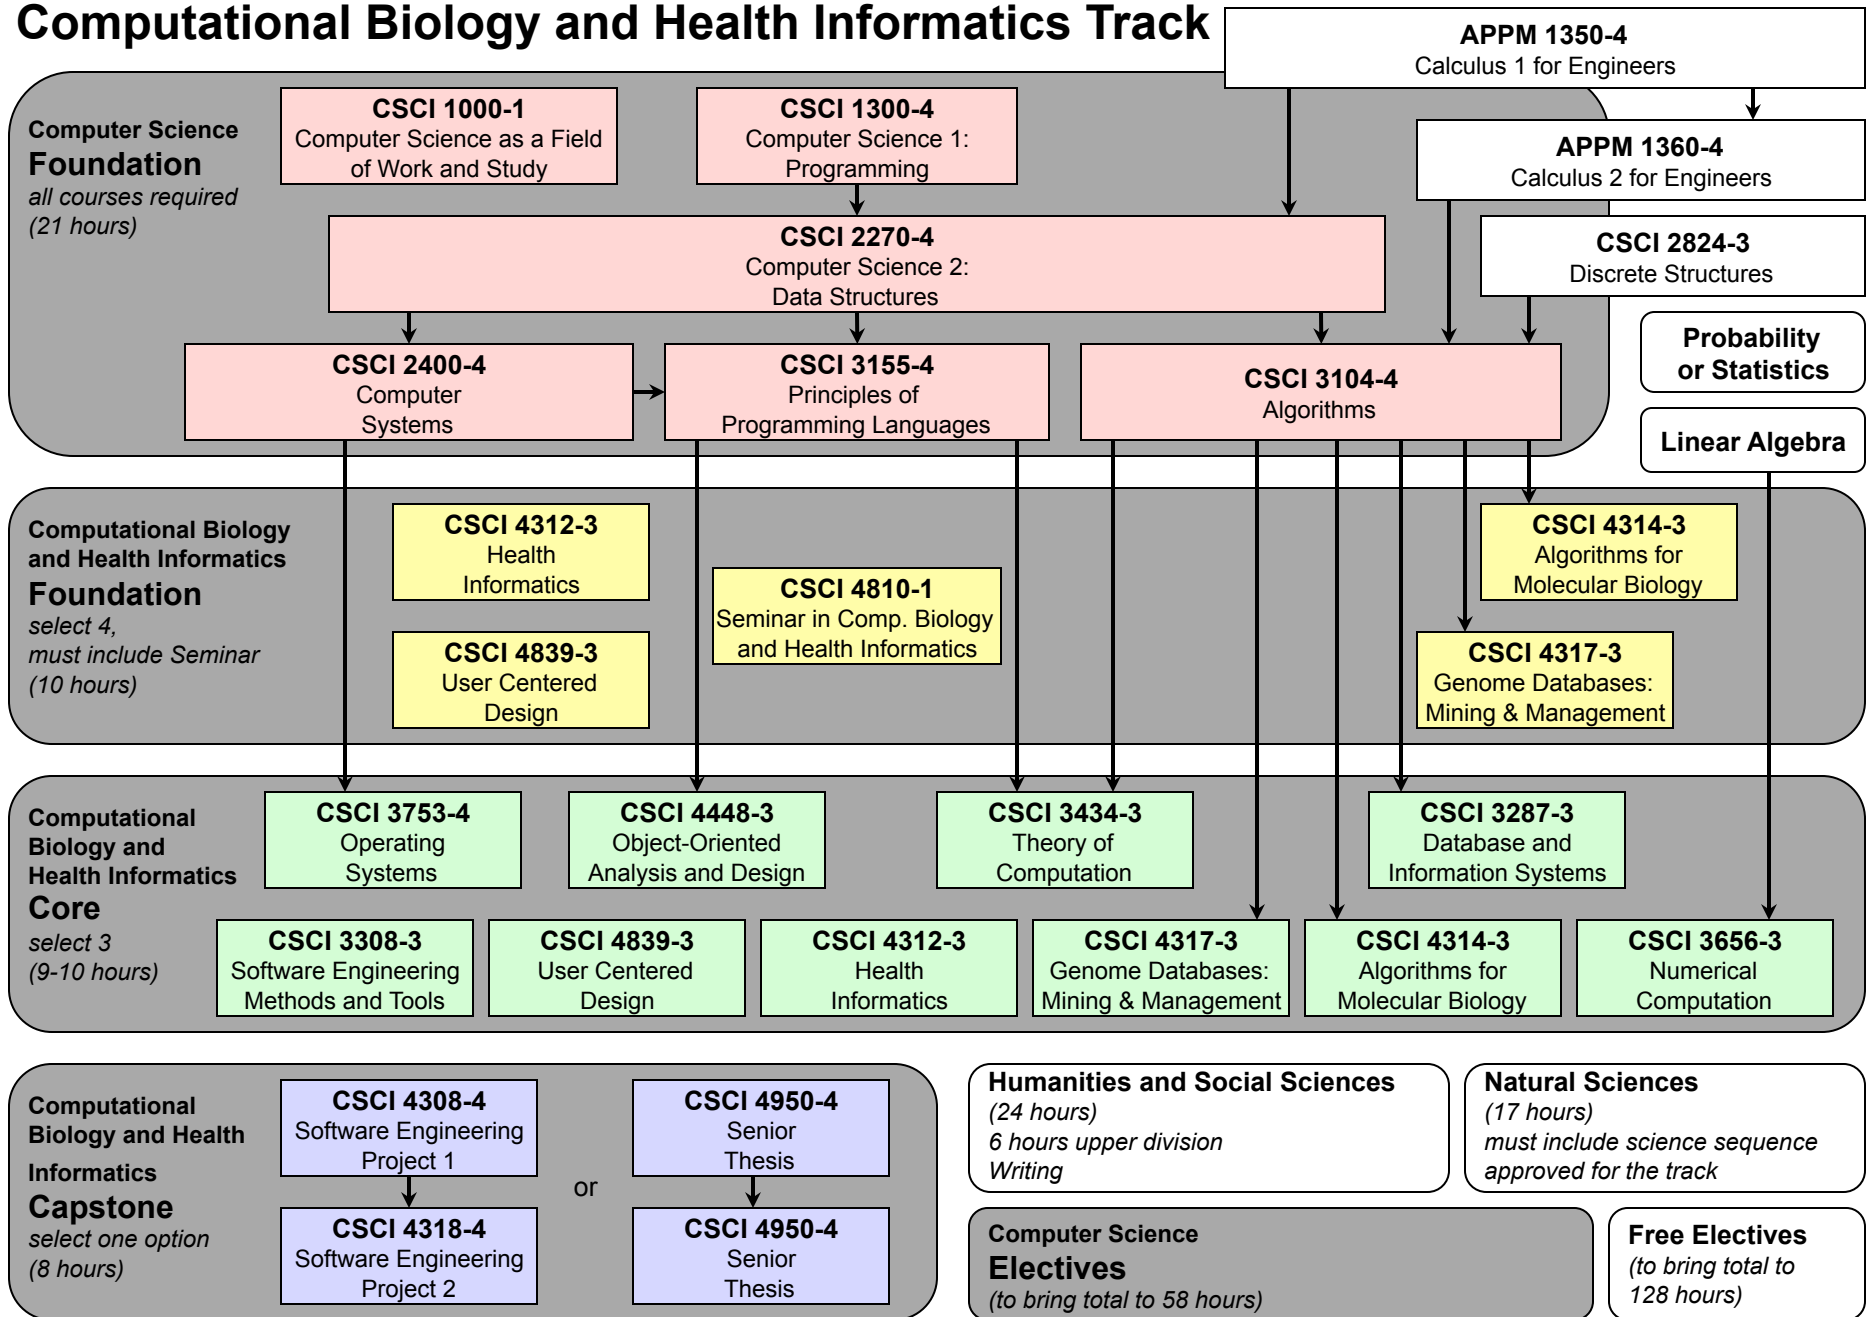 Computational Biology and Health Informatics Track
APPM 1350-4
Calculus 1 for Engineers
Computer Science
Foundation
all courses required
(21 hours)
CSCI 1000-1
Computer Science as a Field
of Work and Study
CSCI 1300-4
Computer Science 1:
Programming
APPM 1360-4
Calculus 2 for Engineers
CSCI 2270-4
Computer Science 2:
Data Structures
CSCI 2824-3
Discrete Structures
Probability
or Statistics
CSCI 2400-4
Computer
Systems
CSCI 3155-4
Principles of
Programming Languages
CSCI 3104-4
Algorithms
Linear Algebra
Computational Biology
and Health Informatics
Foundation
select 4,
must include Seminar
(10 hours)
CSCI 4312-3
Health
Informatics
CSCI 4839-3
User Centered
Design
CSCI 4810-1
Seminar in Comp. Biology
and Health Informatics
CSCI 4314-3
Algorithms for
Molecular Biology
CSCI 4317-3
Genome Databases:
Mining & Management
Computational
Biology and
Health Informatics
Core
select 3
(9-10 hours)
CSCI 3753-4
Operating
Systems
CSCI 4448-3
Object-Oriented
Analysis and Design
CSCI 3434-3
Theory of
Computation
CSCI 3287-3
Database and
Information Systems
CSCI 3308-3
Software Engineering
Methods and Tools
CSCI 4839-3
User Centered
Design
CSCI 4312-3
Health
Informatics
CSCI 4317-3
Genome Databases:
Mining & Management
CSCI 4314-3
Algorithms for
Molecular Biology
CSCI 3656-3
Numerical
Computation
Computational
Biology and Health
Informatics
Capstone
select one option
(8 hours)
CSCI 4308-4
Software Engineering
Project 1
CSCI 4318-4
Software Engineering
Project 2
or
CSCI 4950-4
Senior
Thesis
CSCI 4950-4
Senior
Thesis
Humanities and Social Sciences
(24 hours)
6 hours upper division
Writing
Natural Sciences
(17 hours)
must include science sequence
approved for the track
Computer Science
Electives
(to bring total to 58 hours)
Free Electives
(to bring total to
128 hours)